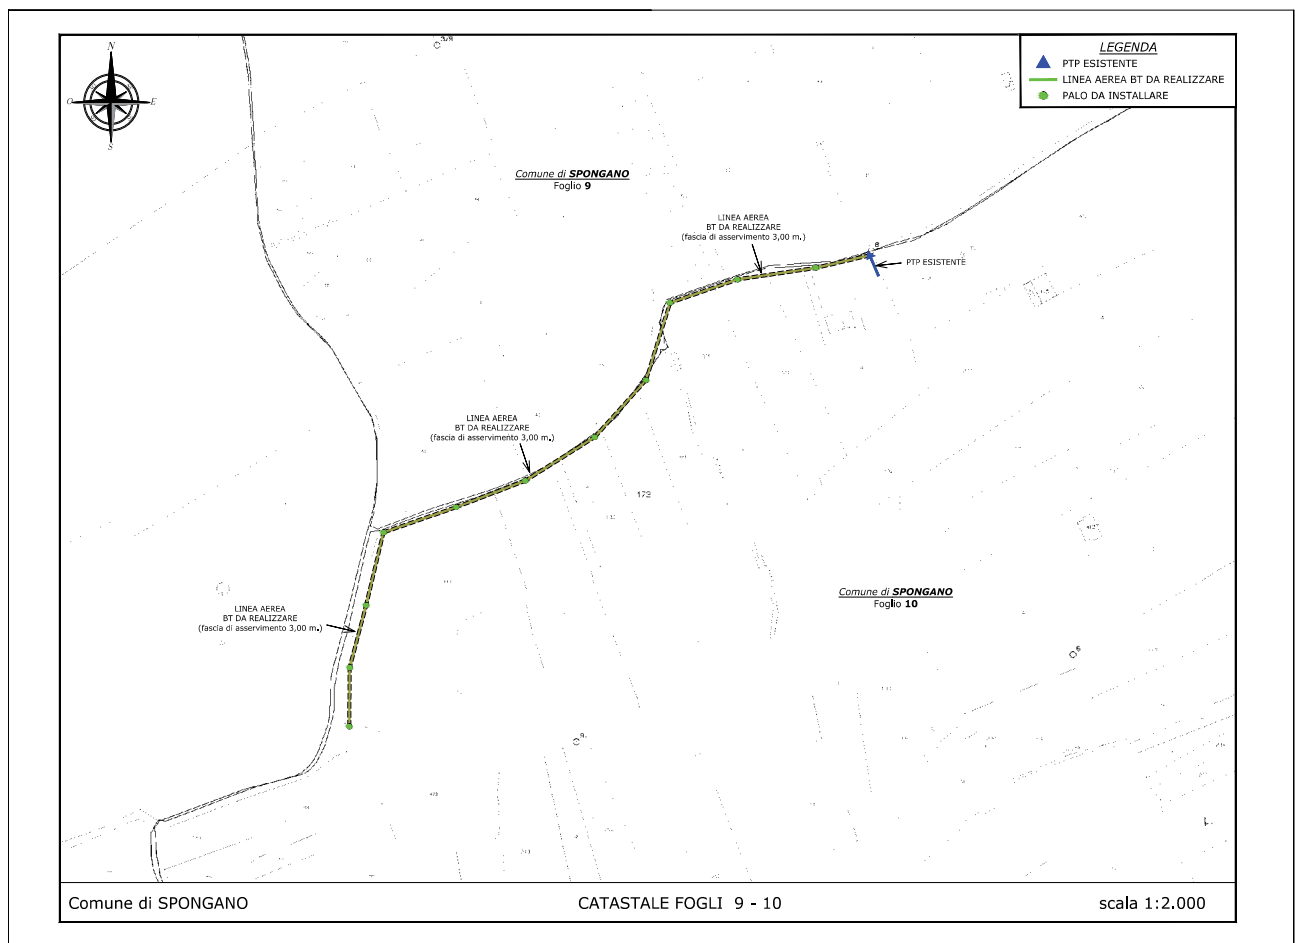 N
O
E
S
LEGENDA
PTP ESISTENTE
LINEA AEREA BT DA REALIZZARE
PALO DA INSTALLARE
Comune di SPONGANO
Foglio 9
LINEA AEREA
BT DA REALIZZARE
(fascia di asservimento 3,00 m.)
PTP ESISTENTE
LINEA AEREA
BT DA REALIZZARE
(fascia di asservimento 3,00 m.)
173
Comune di SPONGANO
Foglio 10
LINEA AEREA
BT DA REALIZZARE
(fascia di asservimento 3,00 m.)
Comune di SPONGANO
CATASTALE FOGLI 9 - 10
scala 1:2.000